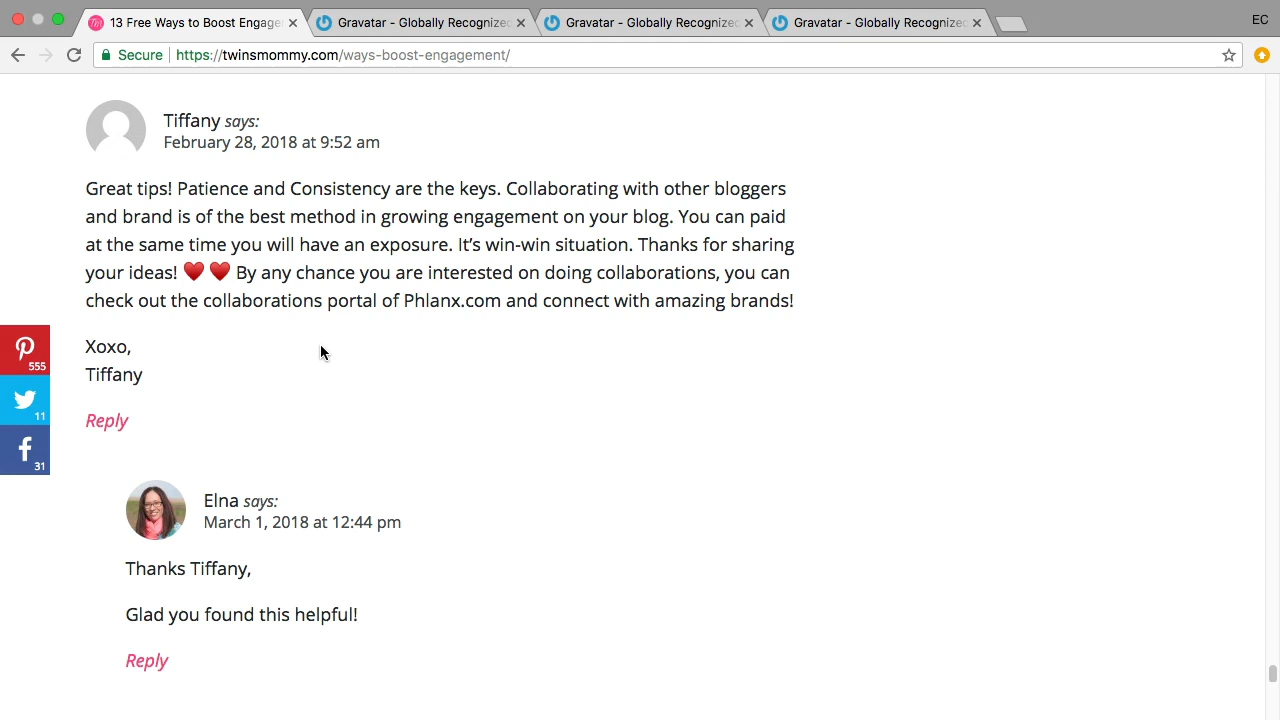 13 Free Ways to Boost Engage
Gravatar - Globally Recognized
Gravatar - Globally Recognized
Gravatar - Globally Recognized
EC
Secure https://twinsmommy.com/ways-boost-engagement/
Tiffany says:
February 28, 2018 at 9:52 am
Great tips! Patience and Consistency are the keys. Collaborating with other bloggers
and brand is of the best method in growing engagement on your blog. You can paid
at the same time you will have an exposure. It’s win-win situation. Thanks for sharing
your ideas! ♥️ ♥️ By any chance you are interested on doing collaborations, you can
check out the collaborations portal of Phlanx.com and connect with amazing brands!
Xoxo,
Tiffany
Reply
555
11
31
Elna says:
March 1, 2018 at 12:44 pm
Thanks Tiffany,
Glad you found this helpful!
Reply